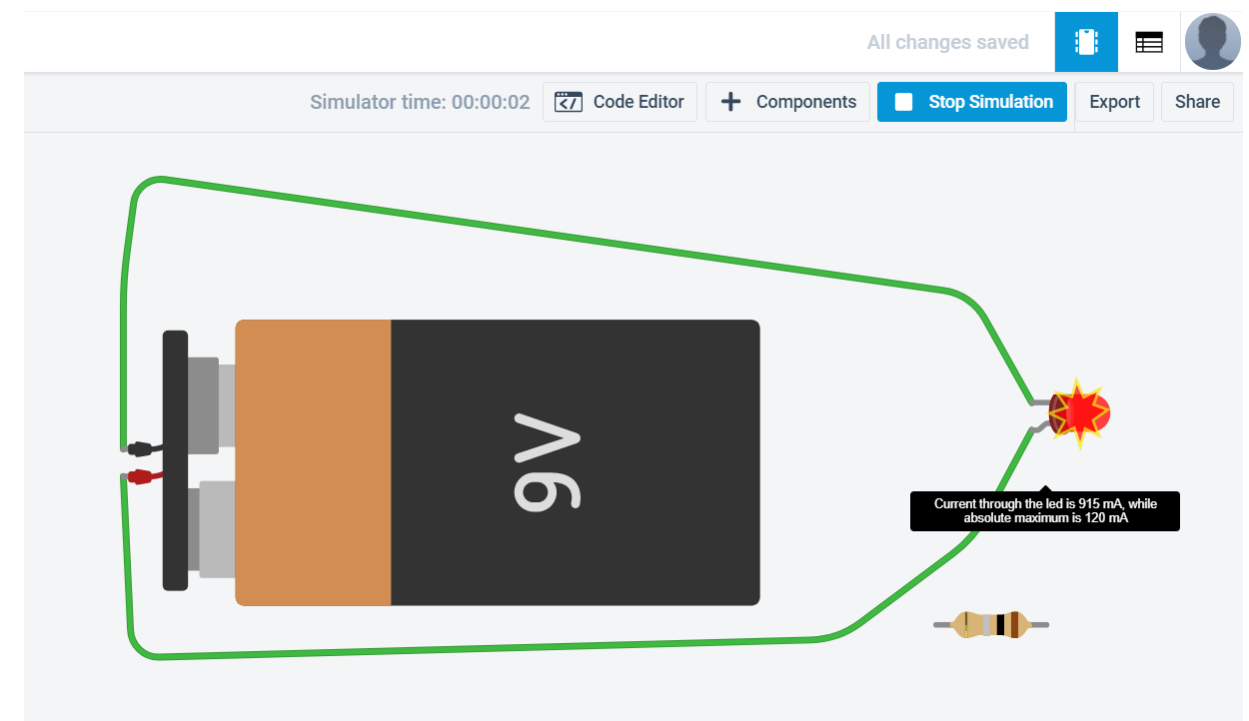 All changes saved
Simulator time: 00:00:02 Code Editor Components Stop Simulation Export Share
9V
Current through the led is 915 mA, while
absolute maximum is 120 mA